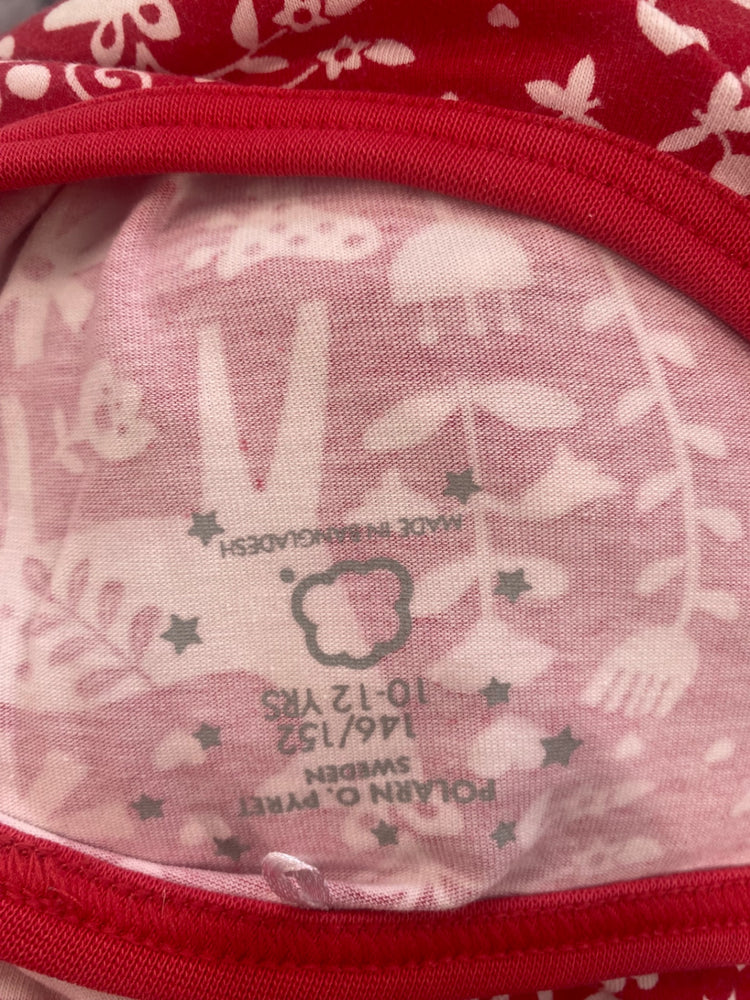 POLARN O. PYRET
SWEDEN
146/152
10-12 YRS
MADE IN BANGLADESH